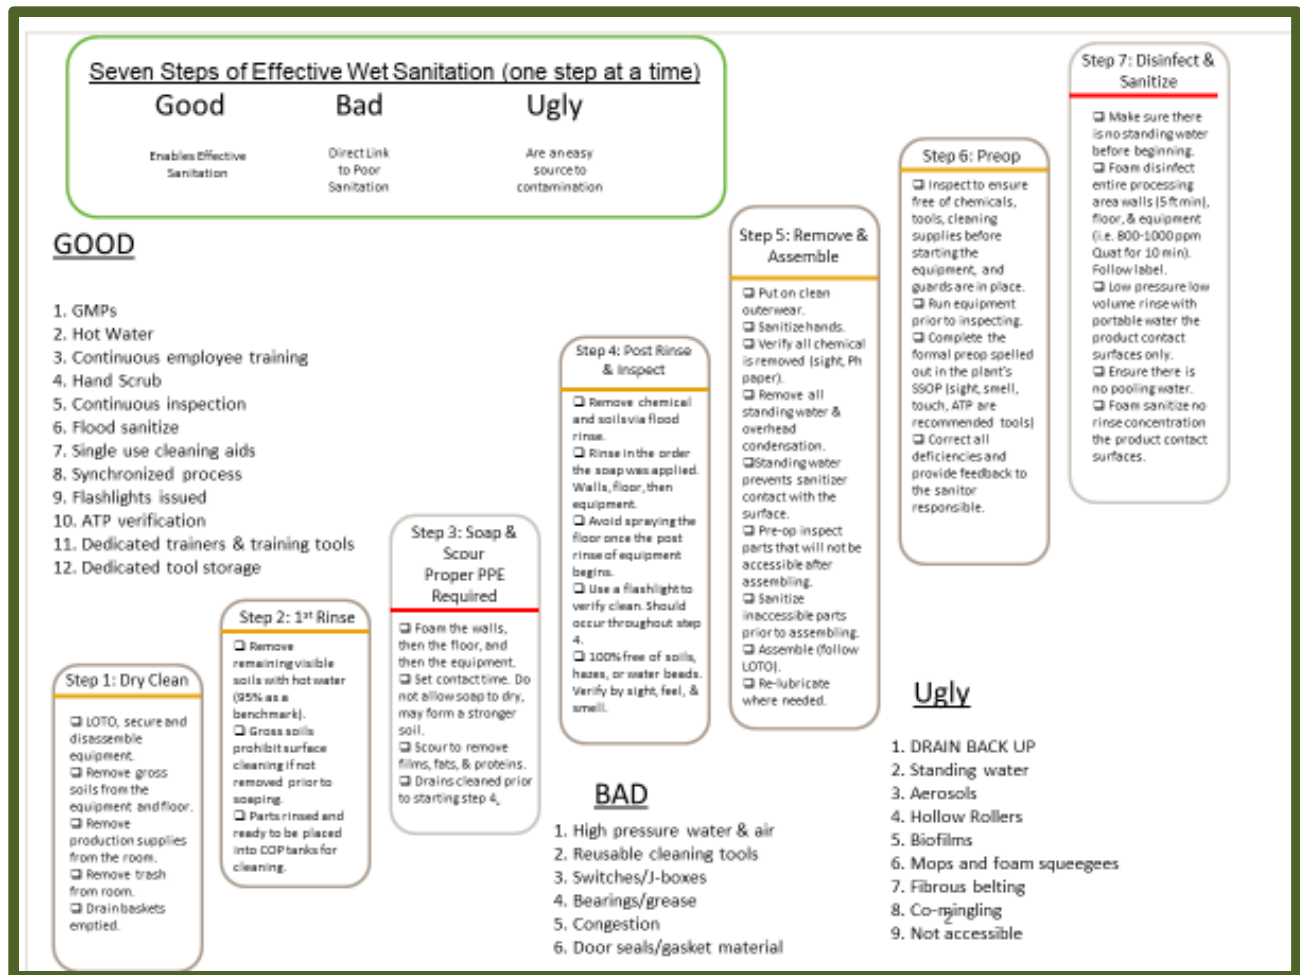 Seven Steps of Effective Wet Sanitation (one step at a time)
Good
Bad
Ugly
Enables Effective
Sanitation
Direct Link
to Poor
Sanitation
Are an easy
source to
contamination
GOOD
1. GMPs
2. Hot Water
3. Continuous employee training
4. Hand Scrub
5. Continuous inspection
6. Flood sanitize
7. Single use cleaning aids
8. Synchronized process
9. Flashlights issued
10. ATP verification
11. Dedicated trainers & training tools
12. Dedicated tool storage
Step 1: Dry Clean
❑ LOTO, secure and
disassemble
equipment.
❑ Remove gross
soils from the
equipment and floor.
❑ Remove
production supplies
from the room.
❑ Remove trash
from room.
❑ Drain baskets
emptied.
Step 2: 1st Rinse
❑ Remove
remaining visible
soils with hot water
(95% as a
benchmark).
❑ Gross soils
prohibit surface
cleaning if not
removed prior to
soaping.
❑ Parts rinsed and
ready to be placed
into COP tanks for
cleaning.
Step 3: Soap &
Scour
Proper PPE
Required
❑ Foam the walls,
then the floor, and
then the equipment.
❑ Set contact time. Do
not allow soap to dry,
may form a stronger
soil.
❑ Scour to remove
films, fats, & proteins.
❑ Drains cleaned prior
to starting step 4.
Step 4: Post Rinse
& Inspect
❑ Remove chemical
and soils via flood
rinse.
❑ Rinse in the order
the soap was applied.
Walls, floor, then
equipment.
❑ Avoid spraying the
floor once the post
rinse of equipment
begins.
❑ Use a flashlight to
verify clean. Should
occur throughout step
4.
❑ 100% free of soils,
hazes, or water beads.
Verify by sight, feel, &
smell.
Step 5: Remove &
Assemble
❑ Put on clean
outerwear.
❑ Sanitize hands.
❑ Verify all chemical
is removed (sight, Ph
paper).
❑ Remove all
standing water &
overhead
condensation.
❑Standing water
prevents sanitizer
contact with the
surface.
❑ Pre-op inspect
parts that will not be
accessible after
assembling.
❑ Sanitize
inaccessible parts
prior to assembling.
❑ Assemble (follow
LOTO).
❑ Re-lubricate
where needed.
Step 6: Preop
❑ Inspect to ensure
free of chemicals,
tools, cleaning
supplies before
starting the
equipment, and
guards are in place.
❑ Run equipment
prior to inspecting.
❑ Complete the
formal preop spelled
out in the plant's
SSOP (sight, smell,
touch, ATP are
recommended tools)
❑ Correct all
deficiencies and
provide feedback to
the sanitor
responsible.
Step 7: Disinfect &
Sanitize
❑ Make sure there
is no standing water
before beginning.
❑ Foam disinfect
entire processing
area walls (5 ft min),
floor, & equipment
(i.e. 800-1000 ppm
Quat for 10 min).
Follow label.
❑ Low pressure low
volume rinse with
portable water the
product contact
surfaces only.
❑ Ensure there is
no pooling water.
❑ Foam sanitize no
rinse concentration
the product contact
surfaces.
BAD
1. High pressure water & air
2. Reusable cleaning tools
3. Switches/J-boxes
4. Bearings/grease
5. Congestion
6. Door seals/gasket material
Ugly
1. DRAIN BACK UP
2. Standing water
3. Aerosols
4. Hollow Rollers
5. Biofilms
6. Mops and foam squeegees
7. Fibrous belting
8. Co-mingling
9. Not accessible
2